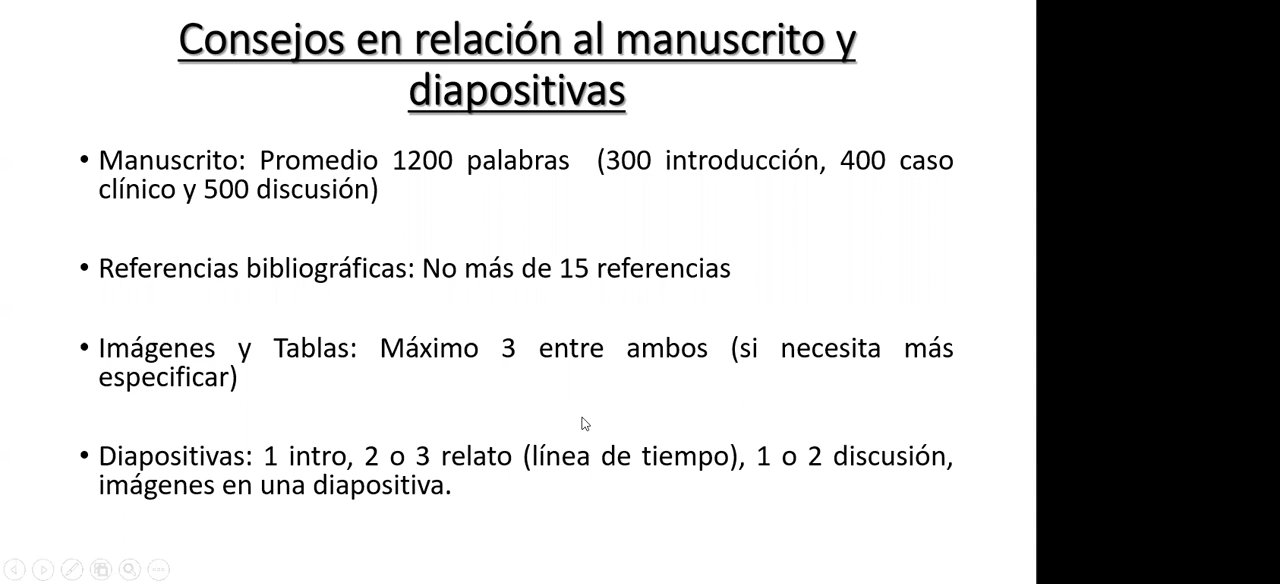 Consejos en relación al manuscrito y
diapositivas
• Manuscrito: Promedio 1200 palabras (300 introducción, 400 caso
clínico y 500 discusión)
• Referencias bibliográficas: No más de 15 referencias
• Imágenes y Tablas: Máximo 3 entre ambos (si necesita más
especificar)
• Diapositivas: 1 intro, 2 o 3 relato (línea de tiempo), 1 o 2 discusión,
imágenes en una diapositiva.